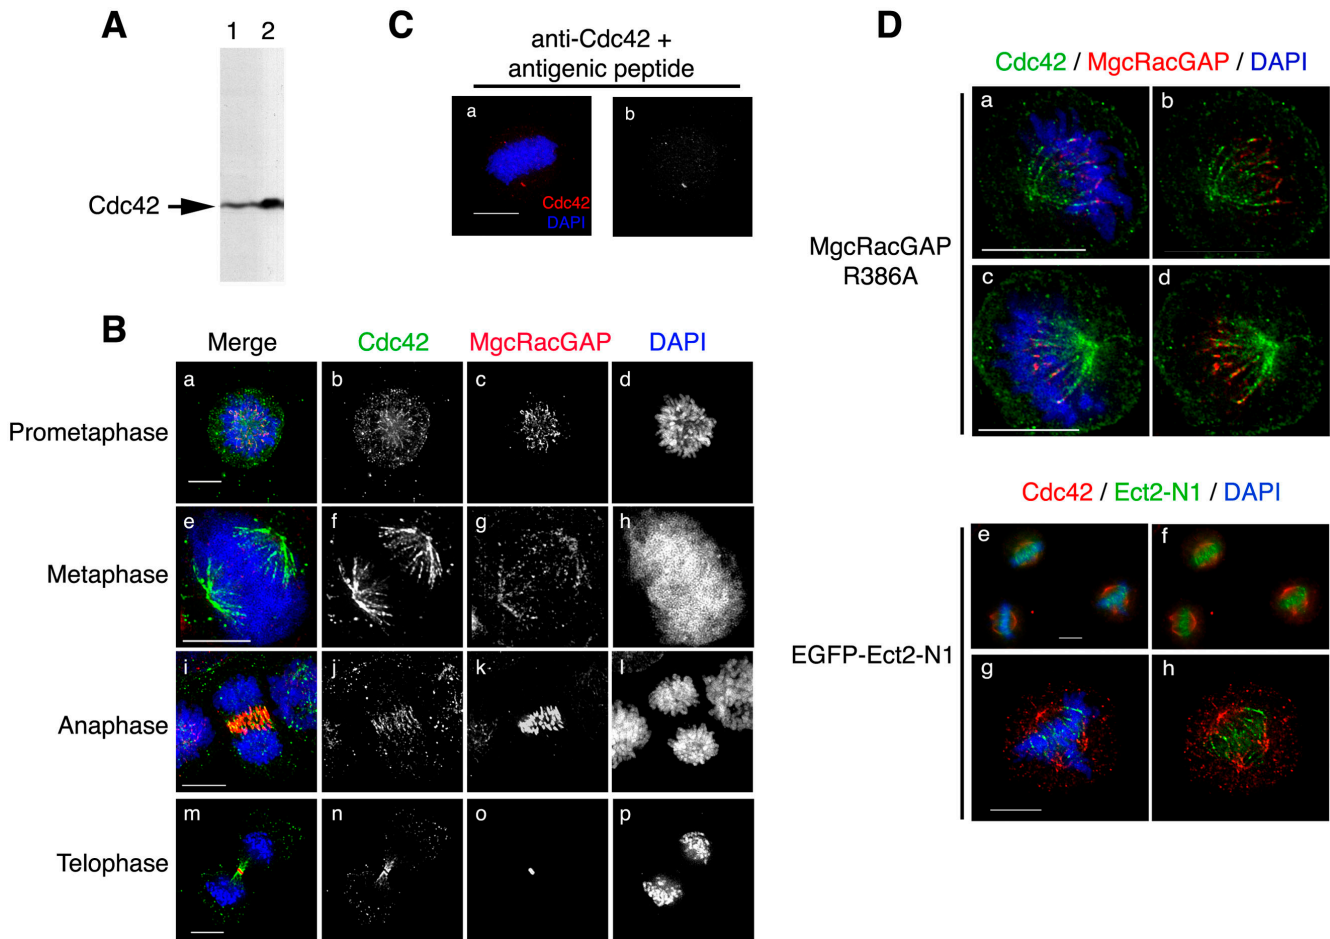 A
1 2
Cdc42
B
Merge Cdc42 MgcRacGAP DAPI
Prometaphase
a b c d
Metaphase
e f g h
Anaphase
i j k l
Telophase
m n o p
C
anti-Cdc42 +
antigenic peptide
a b
Cdc42
DAPI
D
Cdc42 / MgcRacGAP / DAPI
MgcRacGAP
R386A
a b
c d
Cdc42 / Ect2-N1 / DAPI
EGFP-Ect2-N1
e f
g h